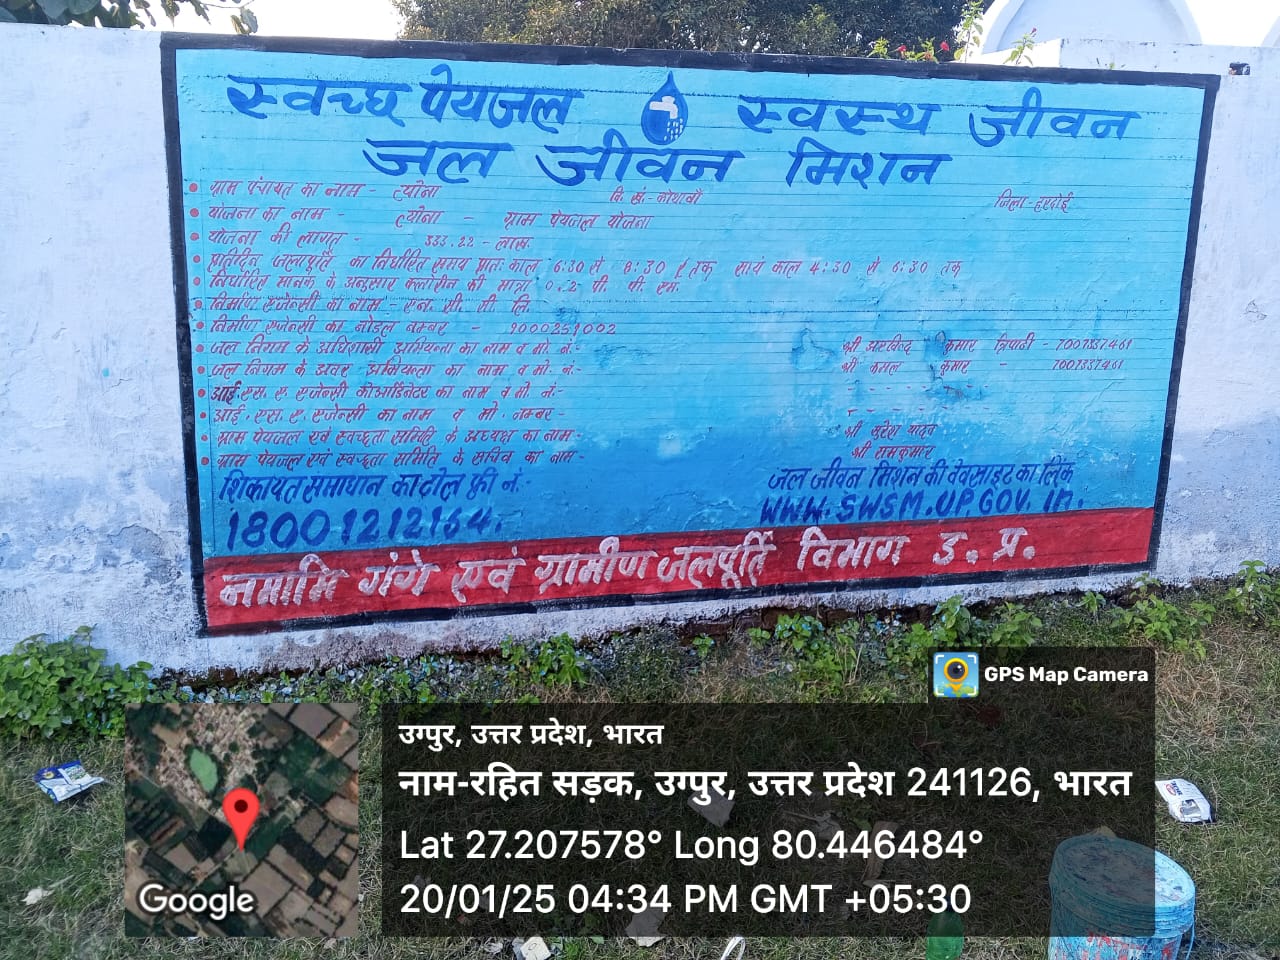 स्वच्छ पेयजल स्वस्थ जीवन
जल जीवन मिशन
ग्राम पंचायत का नाम - त्यौना वि. खं.- कोथावाँ जिला-हरदोई
योजना का नाम - त्यौना - ग्राम पेयजल योजना
योजना की लागत - 333.22 - लाख.
प्रतिदिन जलापूर्ति का निर्धारित समय प्रातः काल 6:30 से 8:30 तक सायं काल 4:30 से 6:30 तक
निर्धारित मानक के अनुसार क्लोरीन की मात्रा 0.2 पी. पी. एम.
निर्माण एजेन्सी का नाम - एन. सी. सी. लि.
निर्माण एजेन्सी का नोडल नम्बर -
जल निगम के अधिशासी अभियन्ता का नाम व मो. नं:- श्री अरविन्द कुमार त्रिपाठी - 7007337461
जल निगम के अवर अभियन्ता का नाम व मो. नं:- श्री कमल कुमार - 7007337461
आई.एस.ए. एजेन्सी कोआर्डिनेटर का नाम व मो. नं:- - - - - - - -
आई.एस.ए. एजेन्सी का नाम व मो. नम्बर - - - - - - - -
ग्राम पेयजल एवं स्वच्छता समिति के अध्यक्ष का नाम - श्री सुरेश यादव
ग्राम पेयजल एवं स्वच्छता समिति के सचिव का नाम - श्री रामकुमार
शिकायत समाधान का टोल फ्री नं.- जल जीवन मिशन की वेबसाइट का लिंक
18001212164. WWW.SWSM.UP.GOV.in.
नमामि गंगे एवं ग्रामीण जलपूर्ति विभाग उ. प्र.
GPS Map Camera
उग्पुर, उत्तर प्रदेश, भारत
नाम-रहित सड़क, उग्पुर, उत्तर प्रदेश 241126, भारत
Lat 27.207578° Long 80.446484°
20/01/25 04:34 PM GMT +05:30
Google